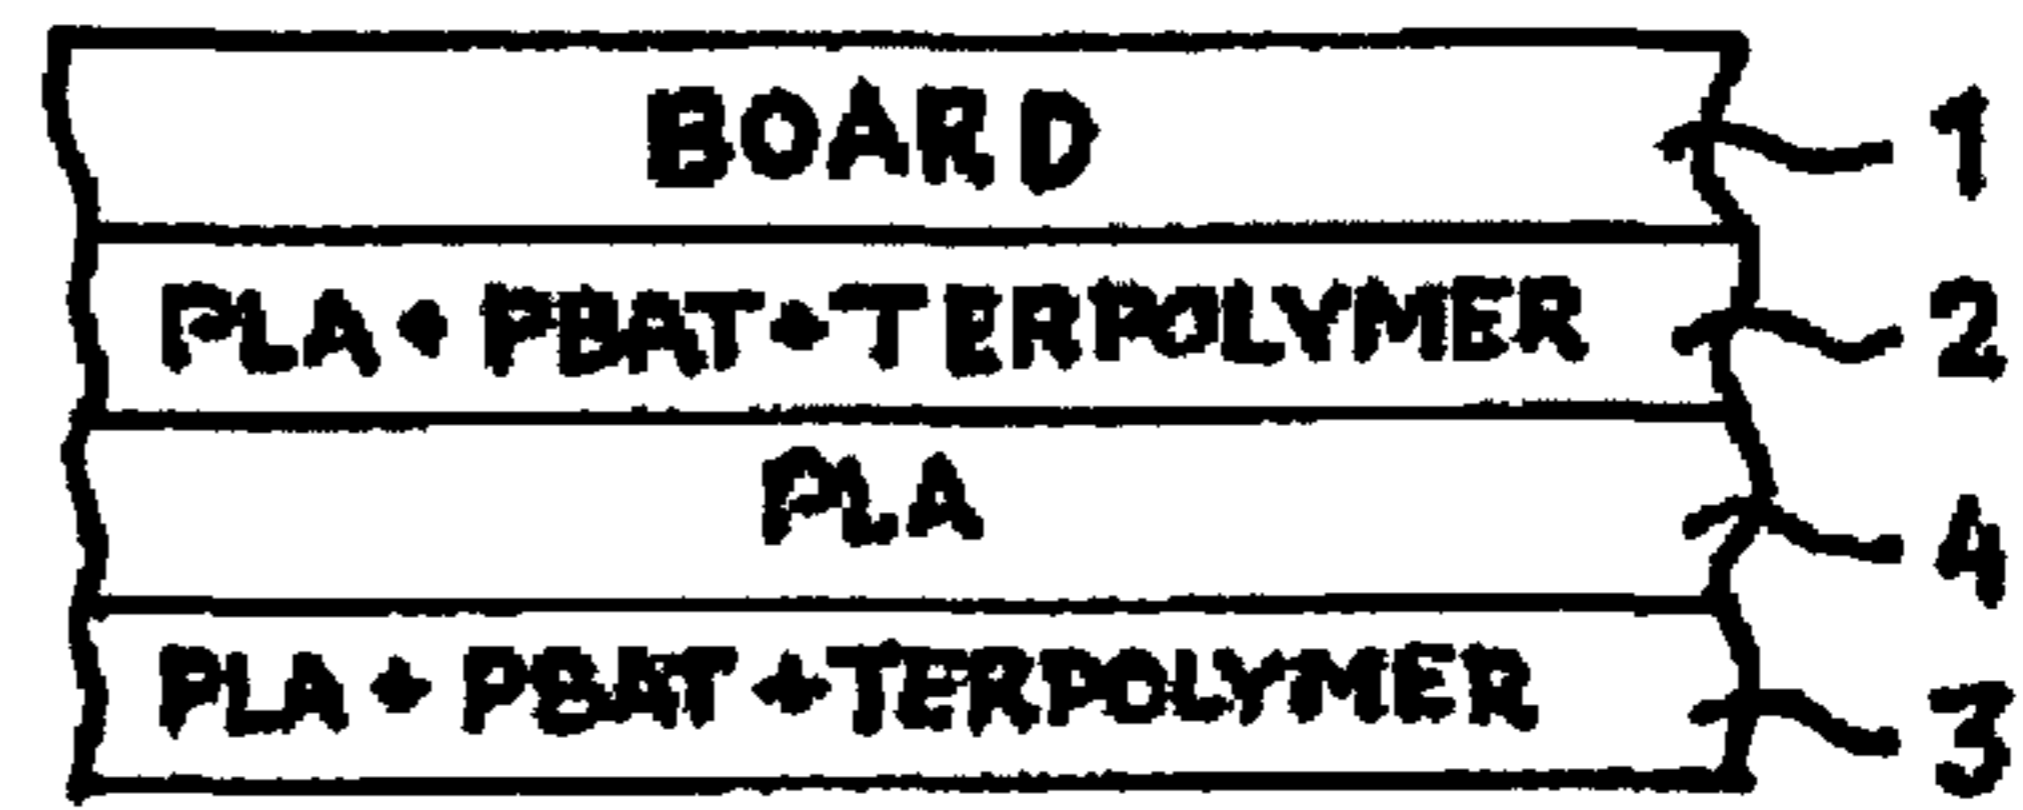 BOARD 1
PLA + PBAT + TERPOLYMER 2
PLA 4
PLA + PBAT + TERPOLYMER 3